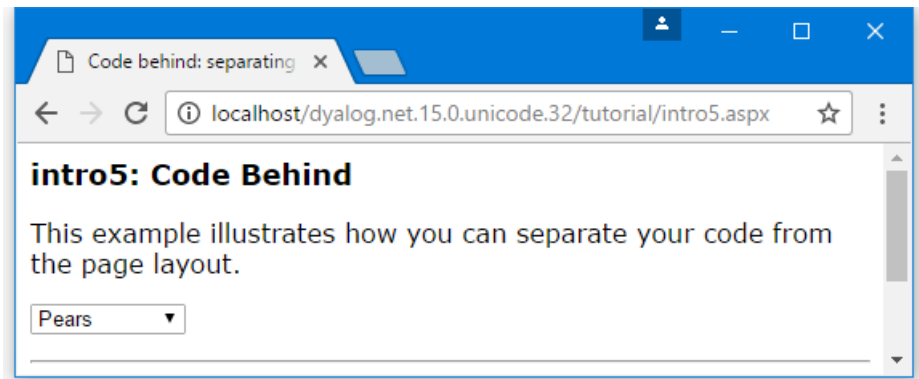 Code behind: separating
localhost/dyalog.net.15.0.unicode.32/tutorial/intro5.aspx
intro5: Code Behind
This example illustrates how you can separate your code from
the page layout.
Pears